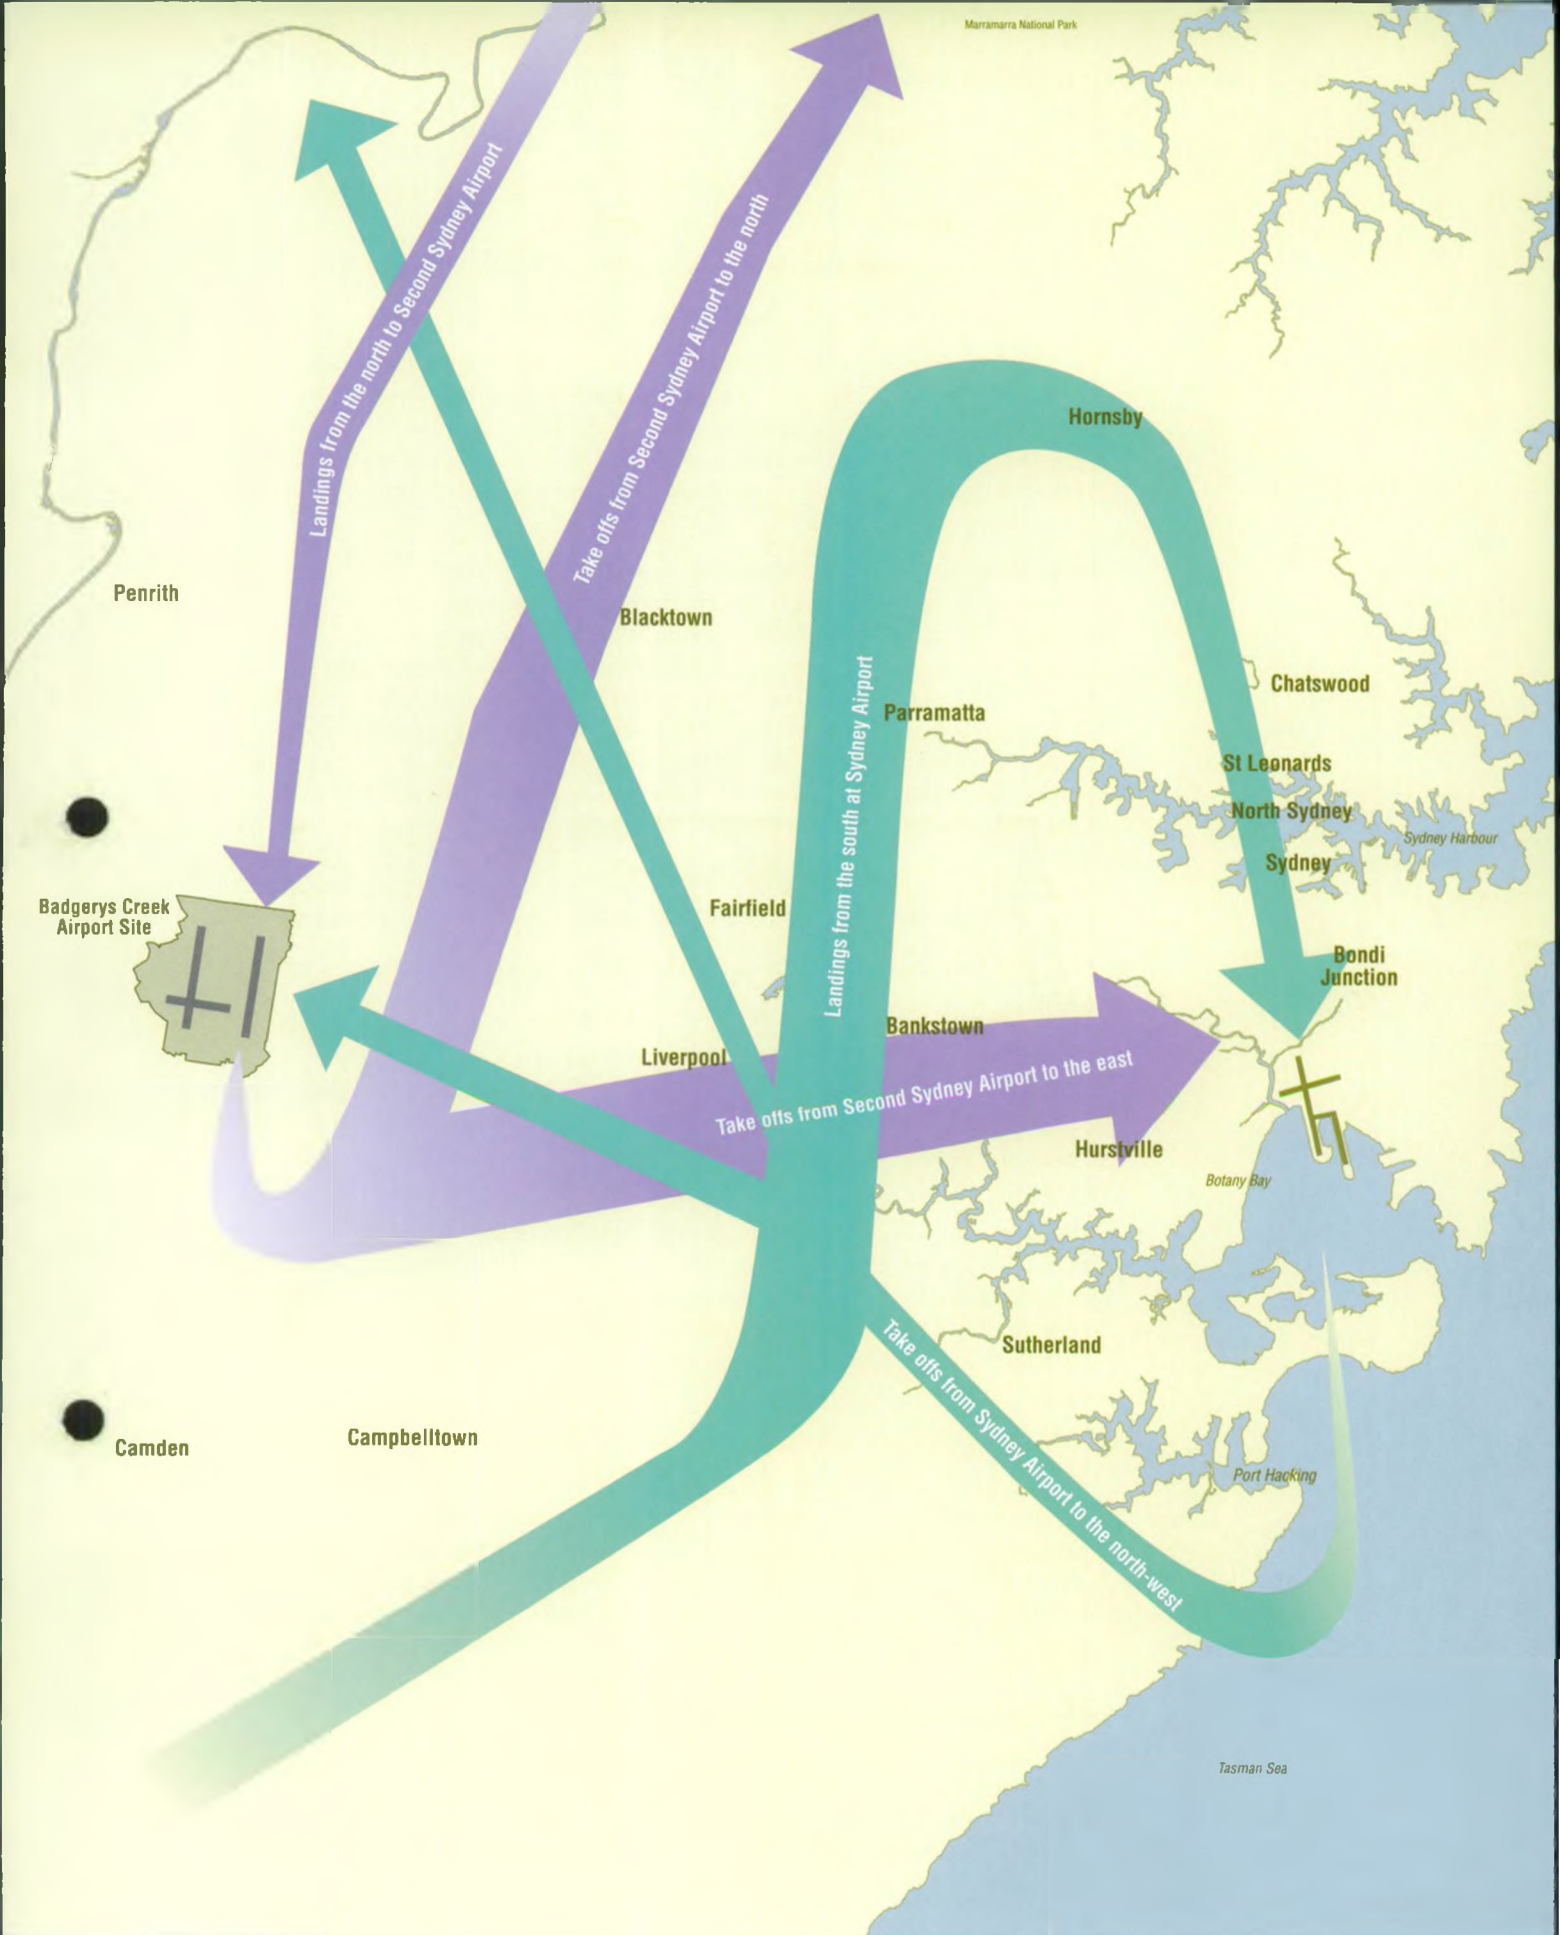 Marramarra National Park
Landings from the north to Second Sydney Airport
Take offs from Second Sydney Airport to the north
Hornsby
Penrith
Blacktown
Chatswood
Parramatta
St Leonards
North Sydney
Sydney Harbour
Sydney
Landings from the south at Sydney Airport
Badgerys Creek
Airport Site
Fairfield
Bondi
Junction
Bankstown
Liverpool
Take offs from Second Sydney Airport to the east
Hurstville
Botany Bay
Sutherland
Take offs from Sydney Airport to the north-west
Camden
Campbelltown
Port Hacking
Tasman Sea